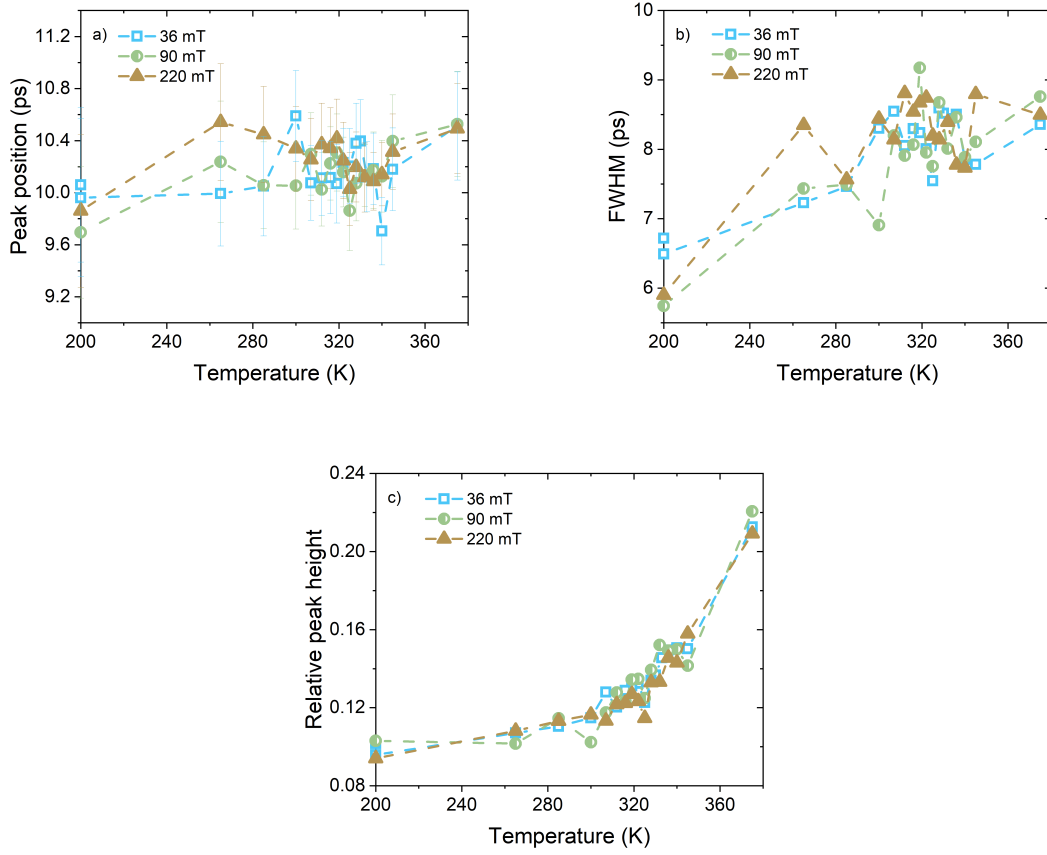 a)
36 mT
90 mT
220 mT
11.2
10.8
10.4
10.0
9.6
9.2
200 240 280 320 360
Peak position (ps)
Temperature (K)
b)
36 mT
90 mT
220 mT
10
9
8
7
6
200 240 280 320 360
FWHM (ps)
Temperature (K)
c)
36 mT
90 mT
220 mT
0.24
0.20
0.16
0.12
0.08
200 240 280 320 360
Relative peak height
Temperature (K)